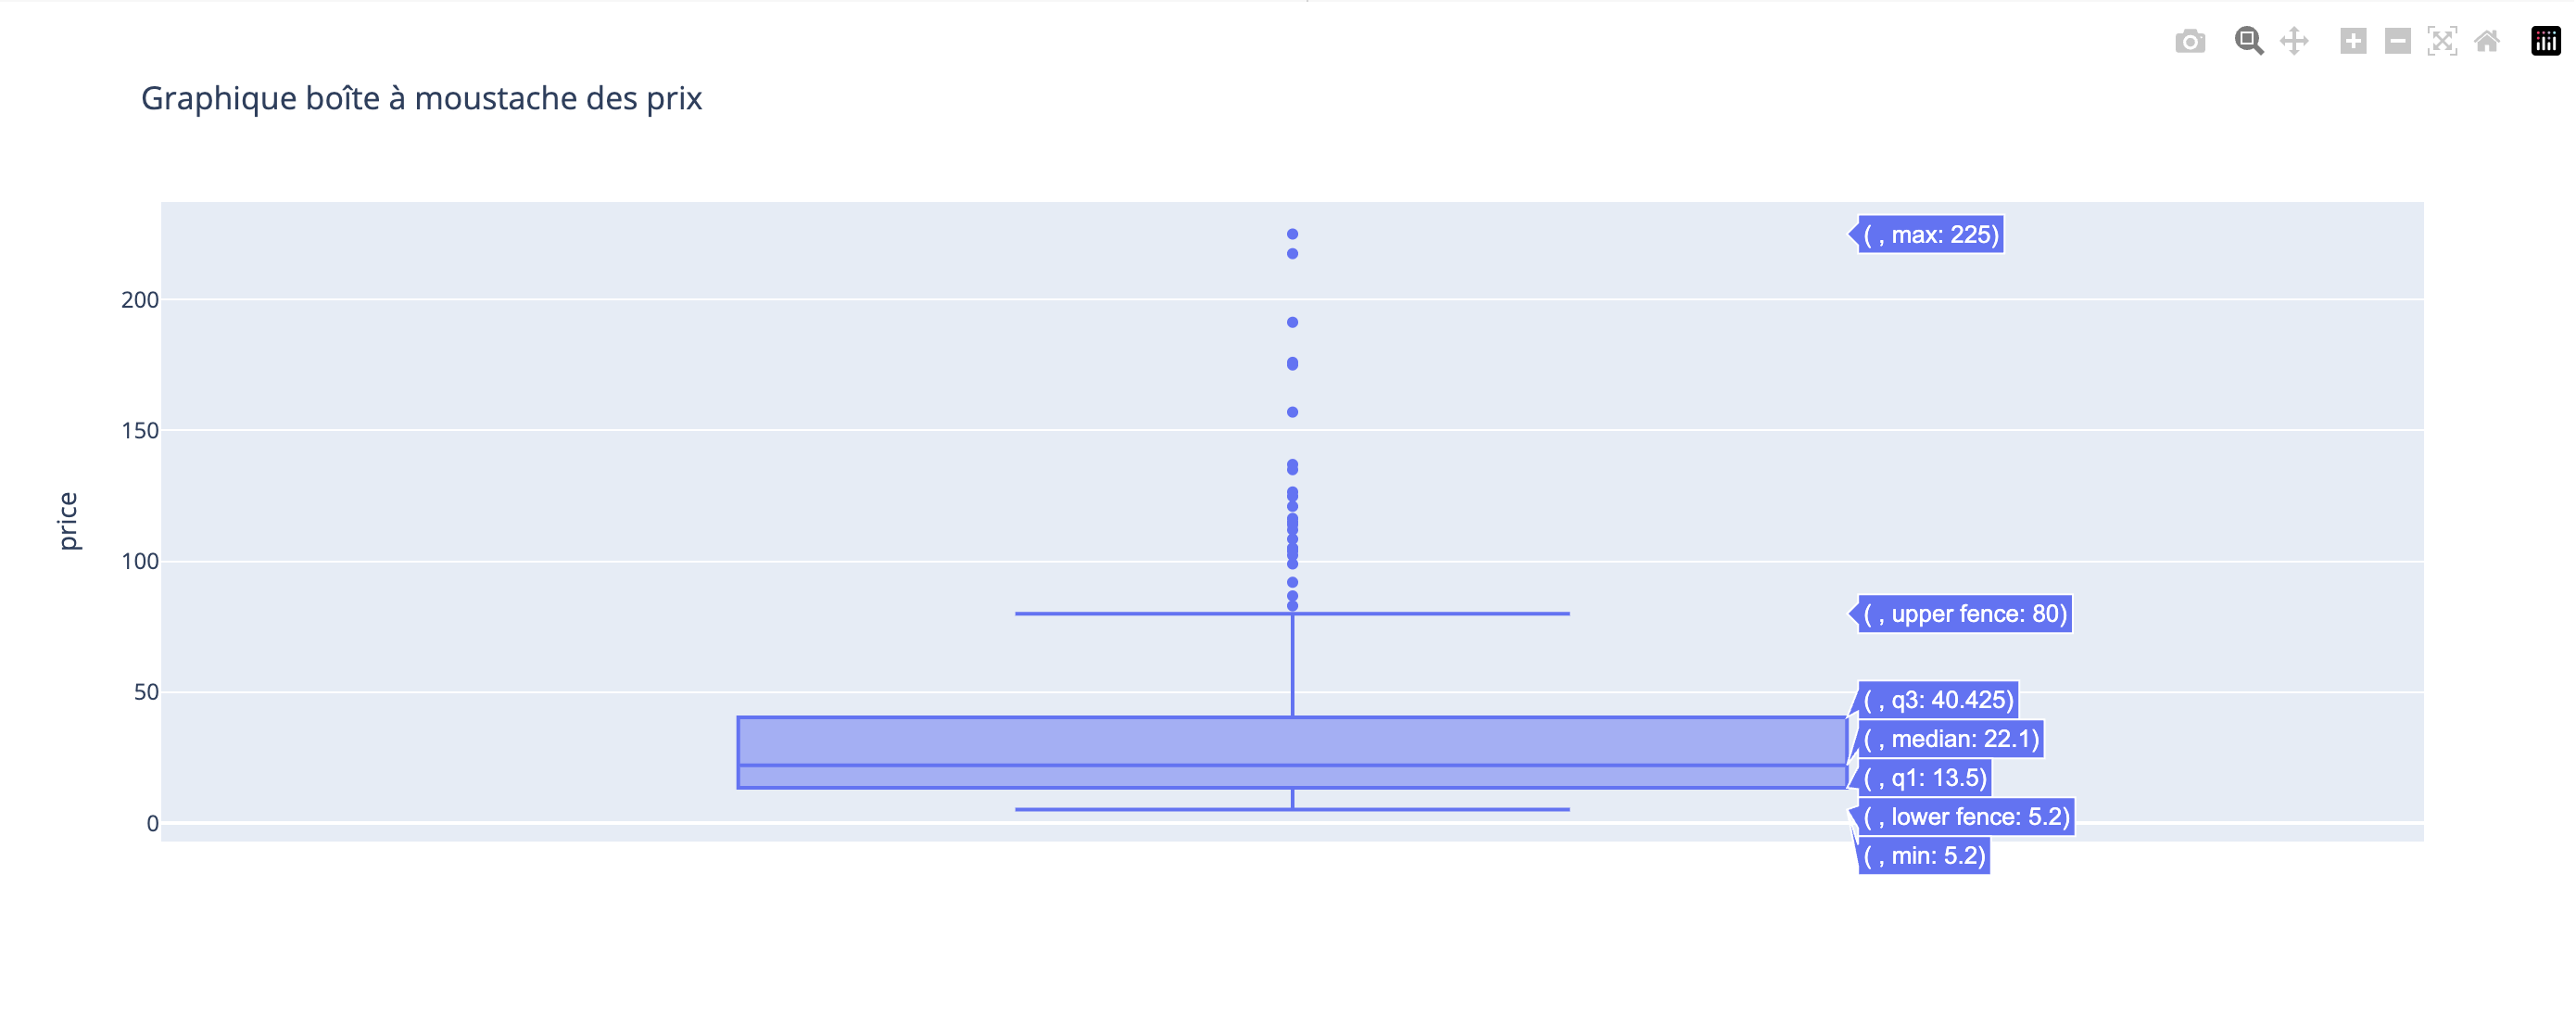 Graphique boîte à moustache des prix
( , max: 225)
200
150
price
100
( , upper fence: 80)
50
( , q3: 40.425)
( , median: 22.1)
( , q1: 13.5)
( , lower fence: 5.2)
0
( , min: 5.2)